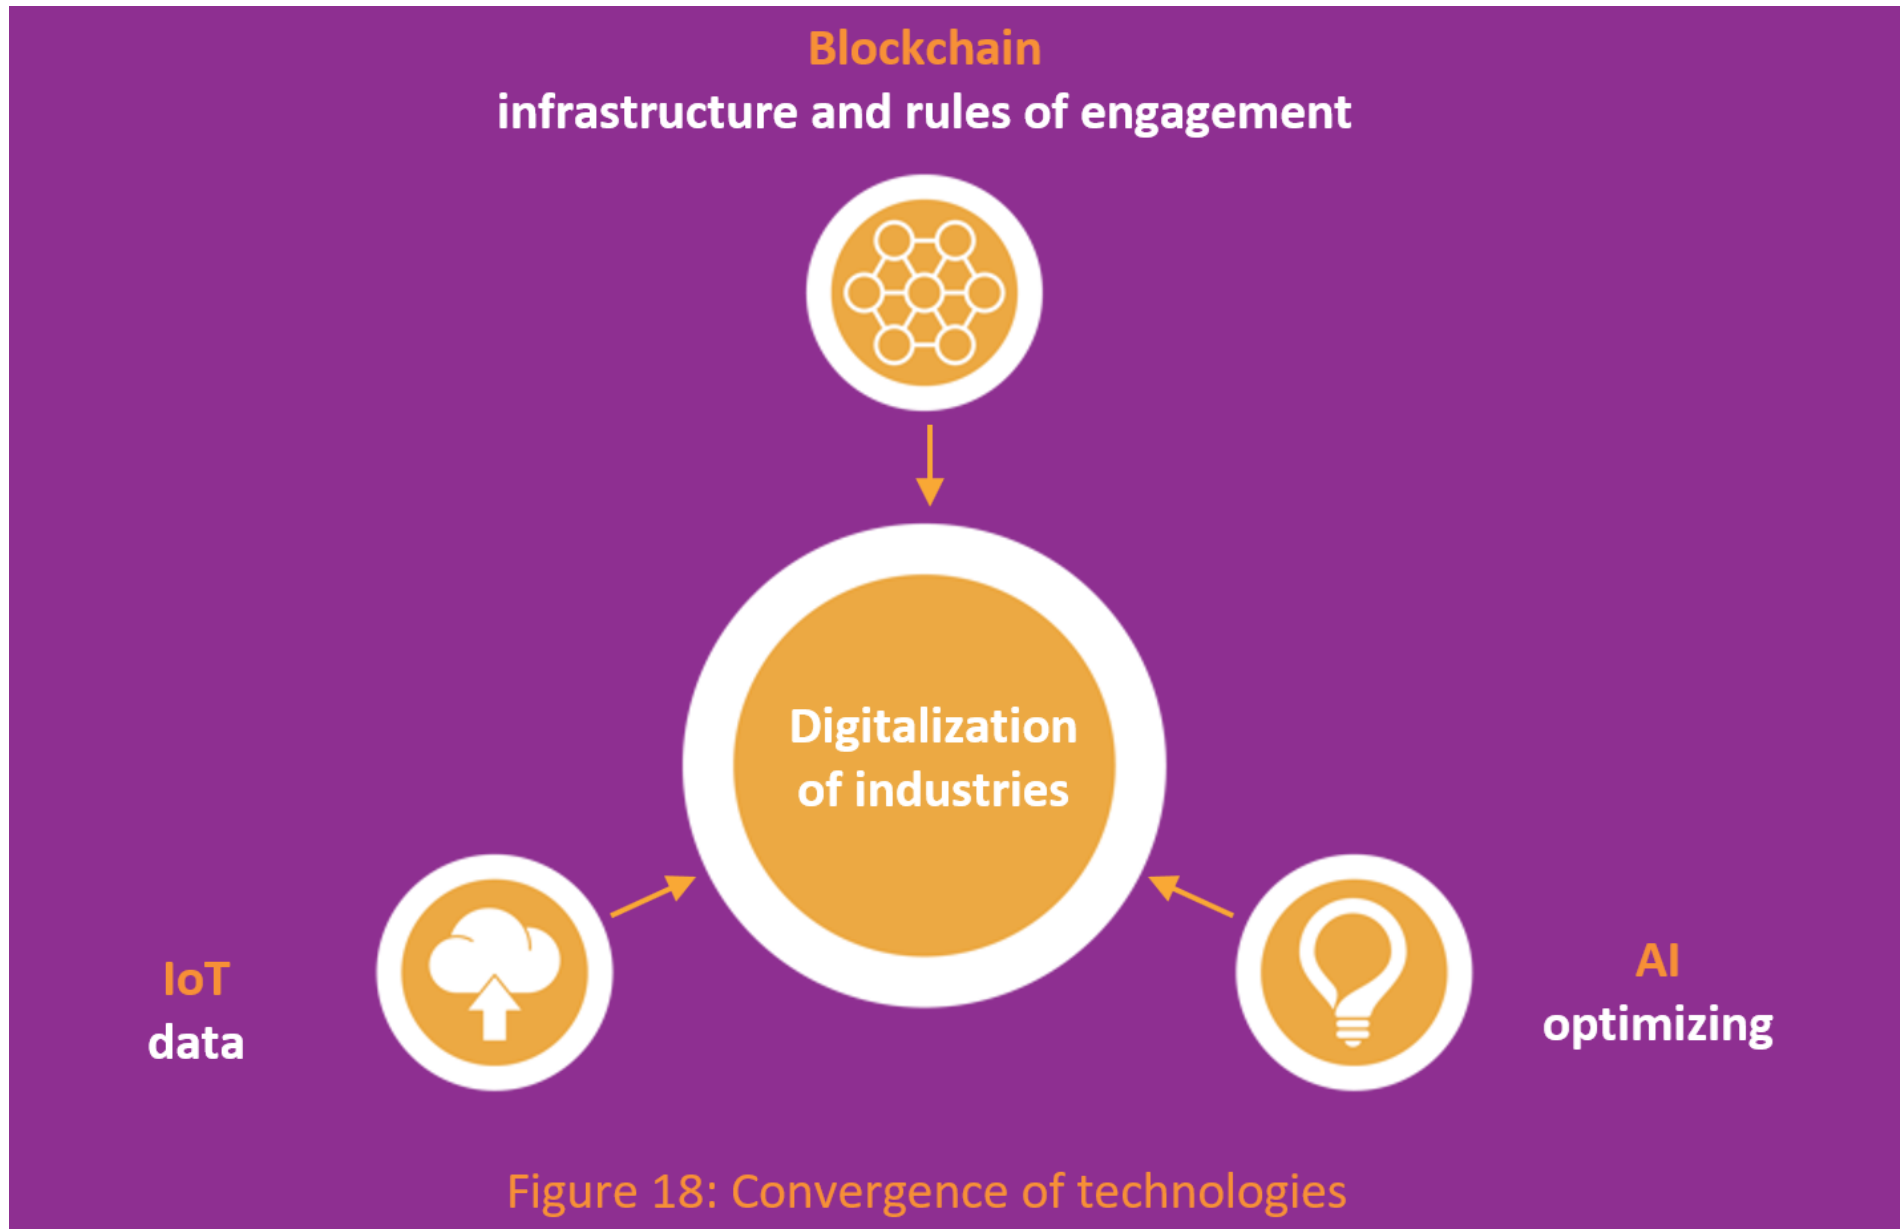 Blockchain
infrastructure and rules of engagement
Digitalization
of industries
IoT
data
AI
optimizing
Figure 18: Convergence of technologies